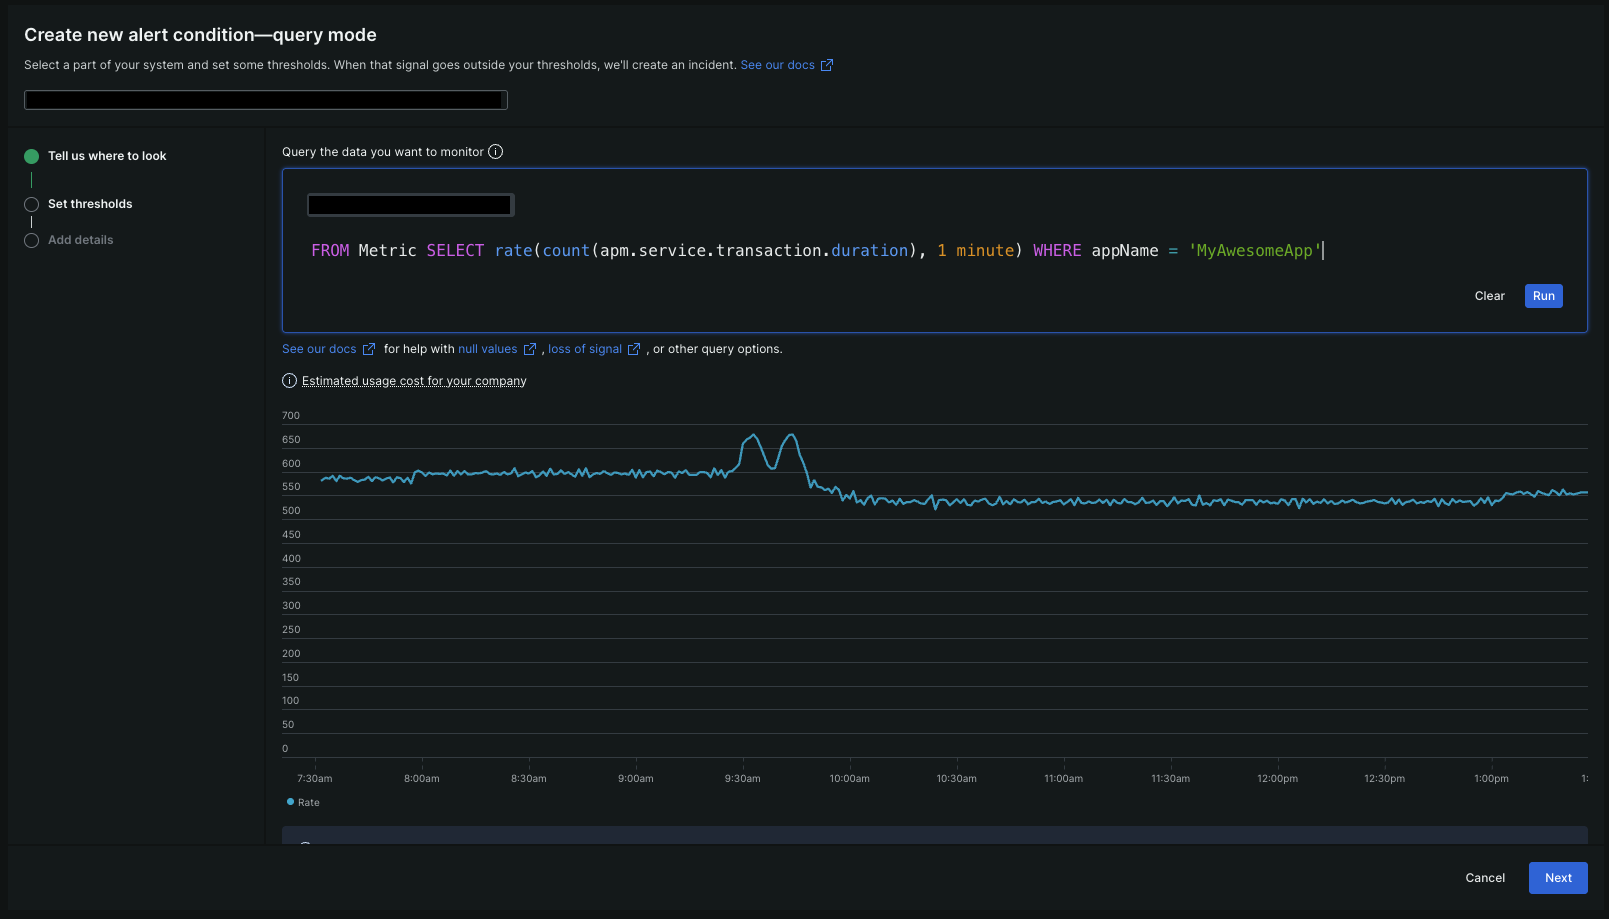 Create new alert condition—query mode
Select a part of your system and set some thresholds. When that signal goes outside your thresholds, we'll create an incident. See our docs
Tell us where to look
Set thresholds
Add details
Query the data you want to monitor
FROM Metric SELECT rate(count(apm.service.transaction.duration), 1 minute) WHERE appName = 'MyAwesomeApp'
Clear
Run
See our docs for help with null values , loss of signal , or other query options.
Estimated usage cost for your company
700
650
600
550
500
450
400
350
300
250
200
150
100
50
0
7:30am 8:00am 8:30am 9:00am 9:30am 10:00am 10:30am 11:00am 11:30am 12:00pm 12:30pm 1:00pm 1:
Rate
Cancel
Next